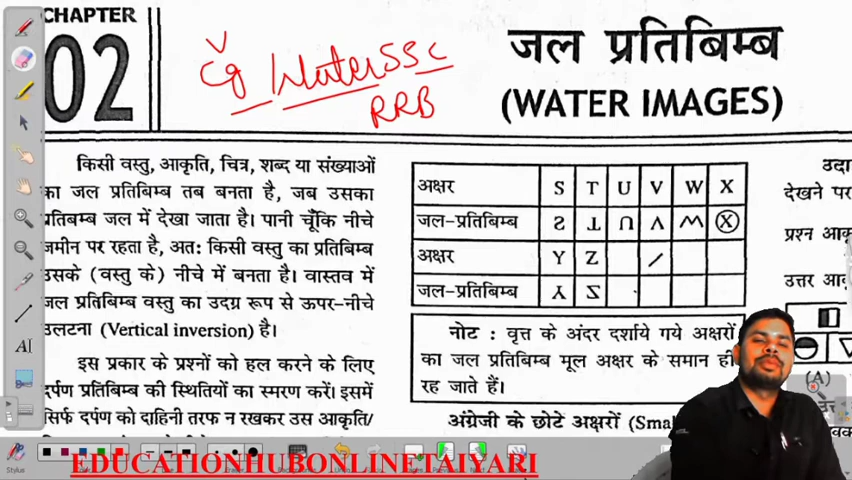 CHAPTER
02
Water SSC
RRB
जल प्रतिबिम्ब
(WATER IMAGES)
किसी वस्तु, आकृति, चित्र, शब्द या संख्याओं
का जल प्रतिबिम्ब तब बनता है, जब उसका
प्रतिबम्ब जल में देखा जाता है। पानी चूँकि नीचे
जमीन पर रहता है, अत: किसी वस्तु का प्रतिबिम्ब
उसके (वस्तु के) नीचे में बनता है। वास्तव में
जल प्रतिबिम्ब वस्तु का उदग्र रूप से ऊपर-नीचे
उलटना (Vertical inversion) है।
इस प्रकार के प्रश्नों को हल करने के लिए
दर्पण प्रतिबिम्ब की स्थितियों का स्मरण करें। इसमें
सिर्फ दर्पण को दाहिनी तरफ न रखकर उस आकृति/
अक्षर S T U V W X
जल-प्रतिबिम्ब
अक्षर Y Z
जल-प्रतिबिम्ब
नोट : वृत्त के अंदर दर्शाये गये अक्षरों
का जल प्रतिबिम्ब मूल अक्षर के समान ही
रह जाते हैं।
अंग्रेजी के छोटे अक्षरों
देखने पर
प्रश्न
उत्तर
(A)
EDUCATIONHUBONLINETAIYARI